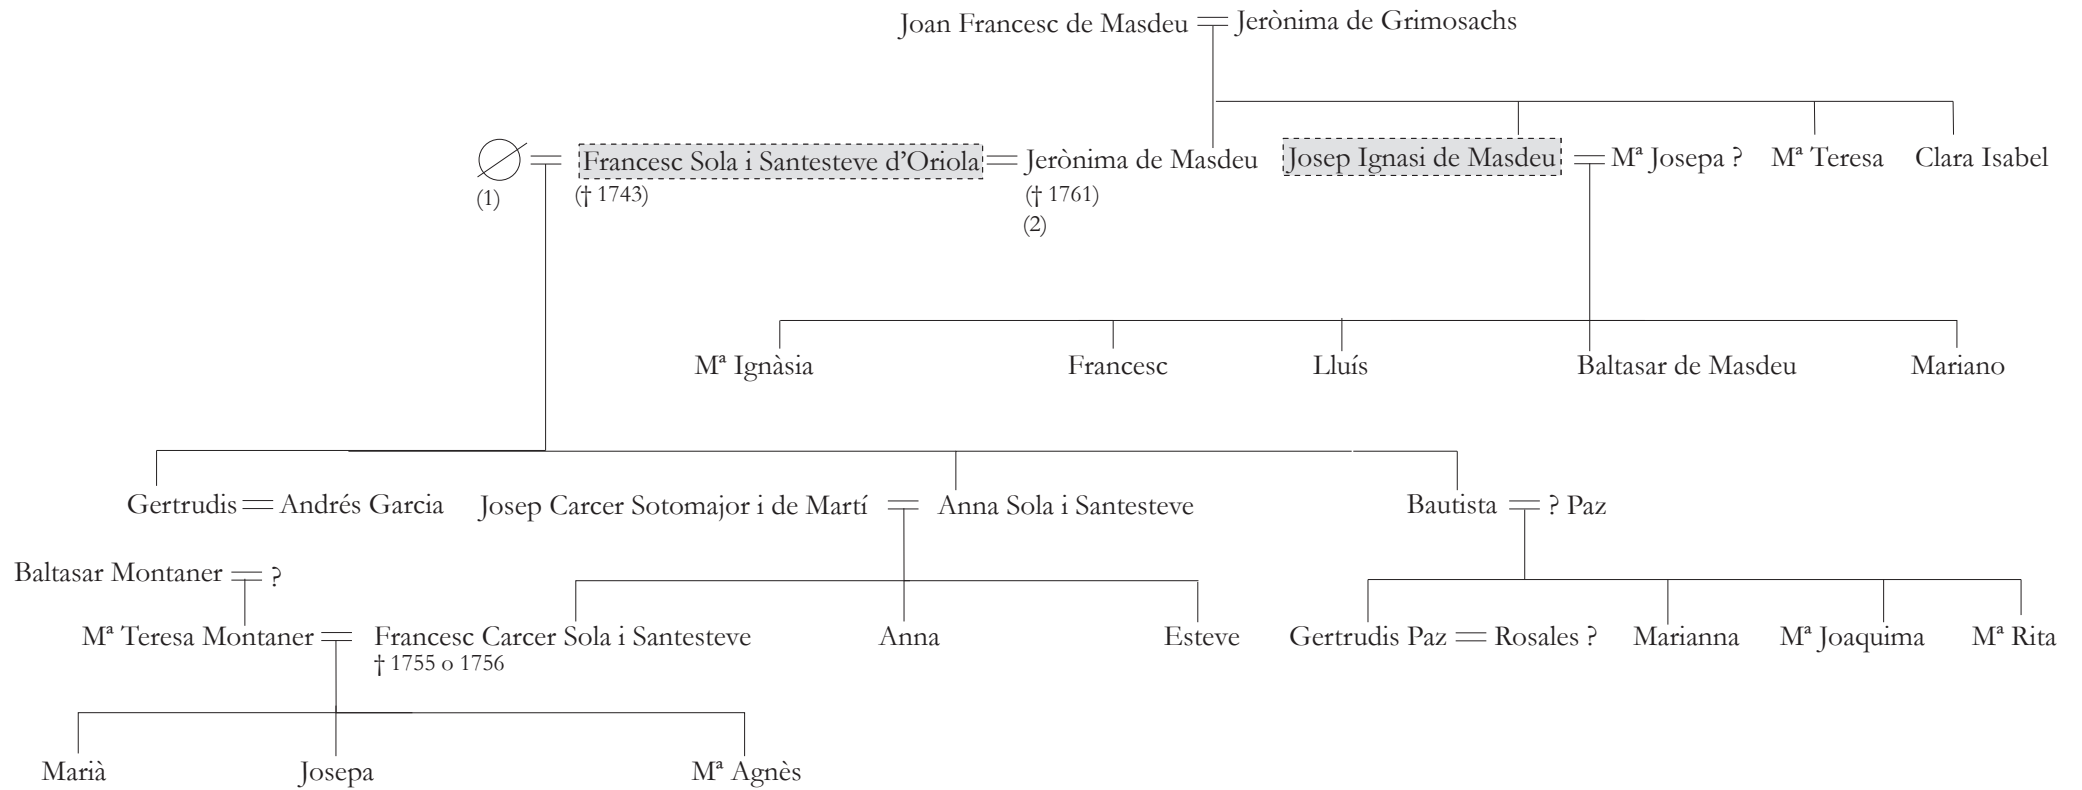 Joan Francesc de Masdeu Jerònima de Grimosachs
Francesc Sola i Santesteve d'Oriola Jerònima de Masdeu Josep Ignasi de Masdeu Mª Josepa ? Mª Teresa Clara Isabel
(1) († 1743) († 1761)
(2)
Mª Ignàsia Francesc Lluís Baltasar de Masdeu Mariano
Gertrudis Andrés Garcia Josep Carcer Sotomajor i de Martí Anna Sola i Santesteve Bautista ? Paz
Baltasar Montaner ?
Mª Teresa Montaner Francesc Carcer Sola i Santesteve Anna Esteve Gertrudis Paz Rosales ? Marianna Mª Joaquima Mª Rita
† 1755 o 1756
Marià Josepa Mª Agnès